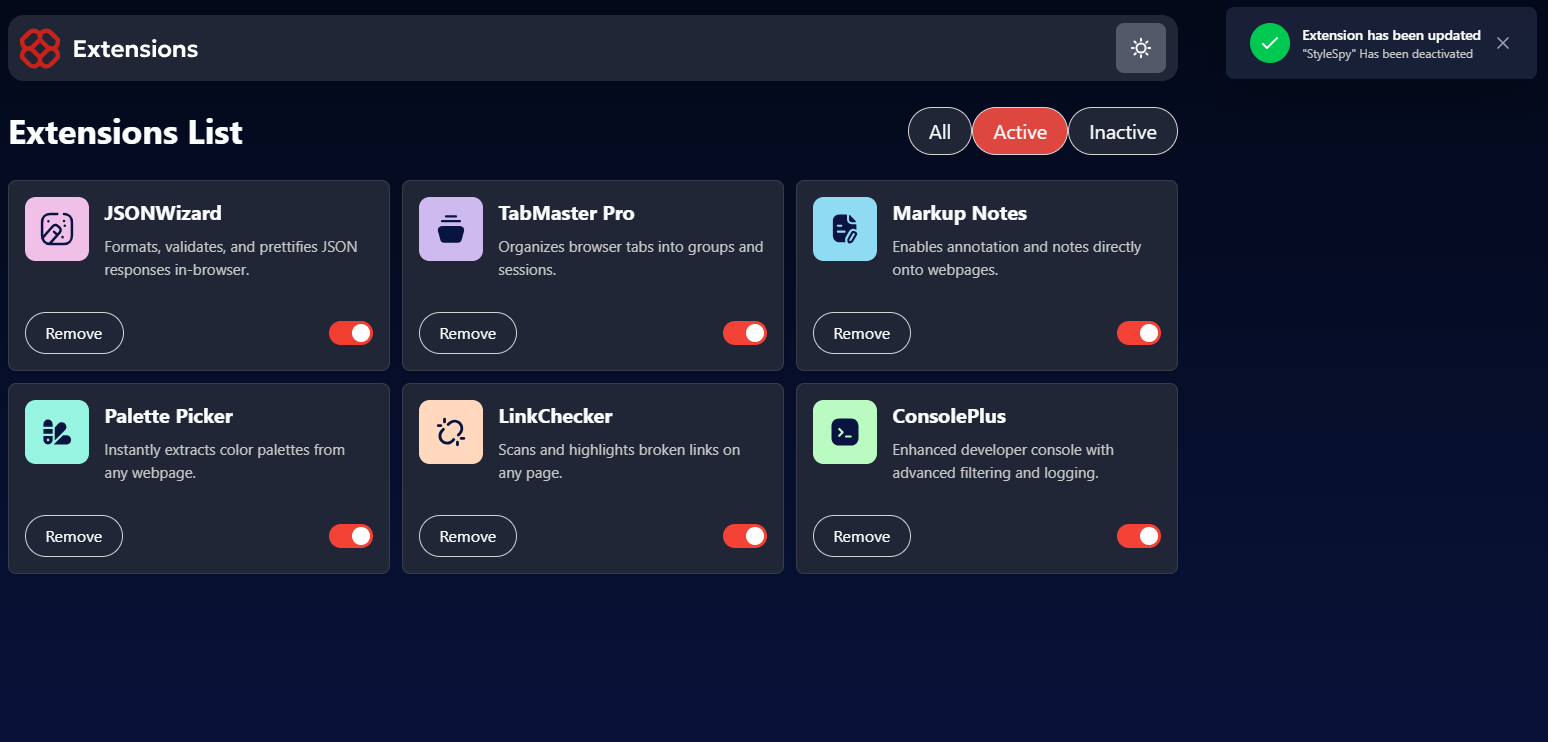 Extensions
Extension has been updated
"StyleSpy" Has been deactivated
Extensions List
All
Active
Inactive
JSONWizard
Formats, validates, and prettifies JSON
responses in-browser.
Remove
TabMaster Pro
Organizes browser tabs into groups and
sessions.
Remove
Markup Notes
Enables annotation and notes directly
onto webpages.
Remove
Palette Picker
Instantly extracts color palettes from
any webpage.
Remove
LinkChecker
Scans and highlights broken links on
any page.
Remove
ConsolePlus
Enhanced developer console with
advanced filtering and logging.
Remove